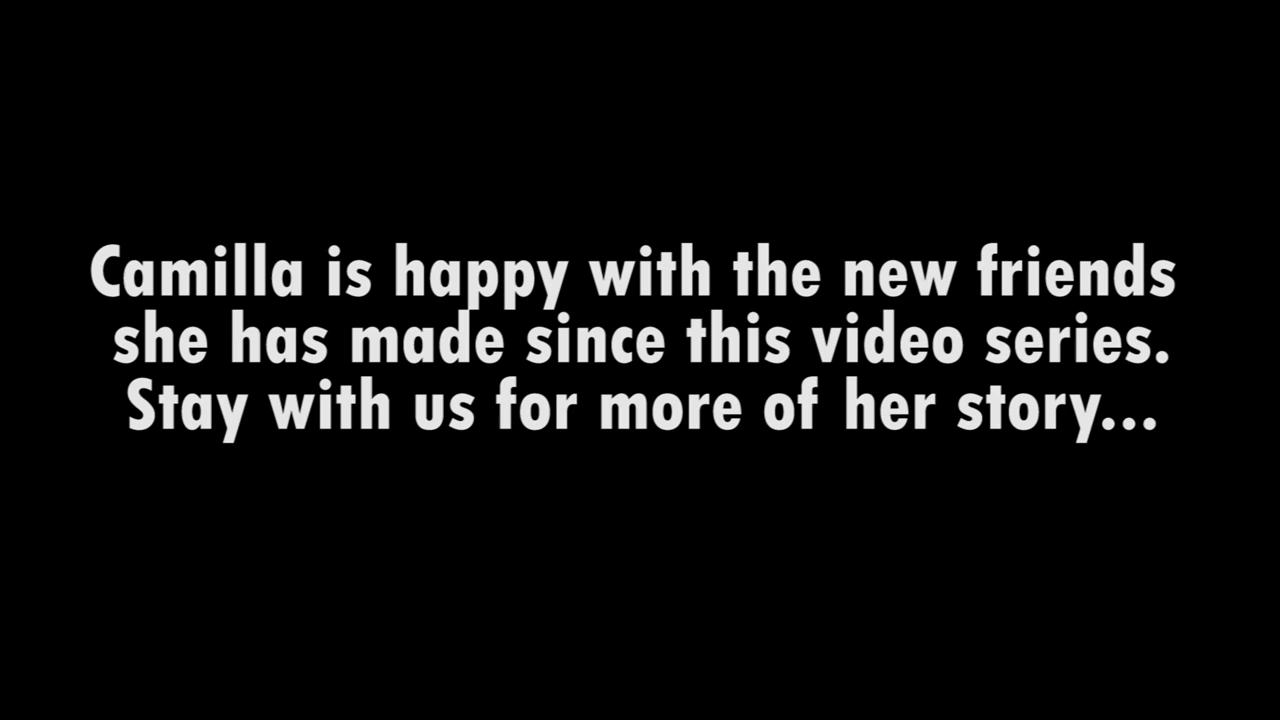 Camilla is happy with the new friends
she has made since this video series.
Stay with us for more of her story...